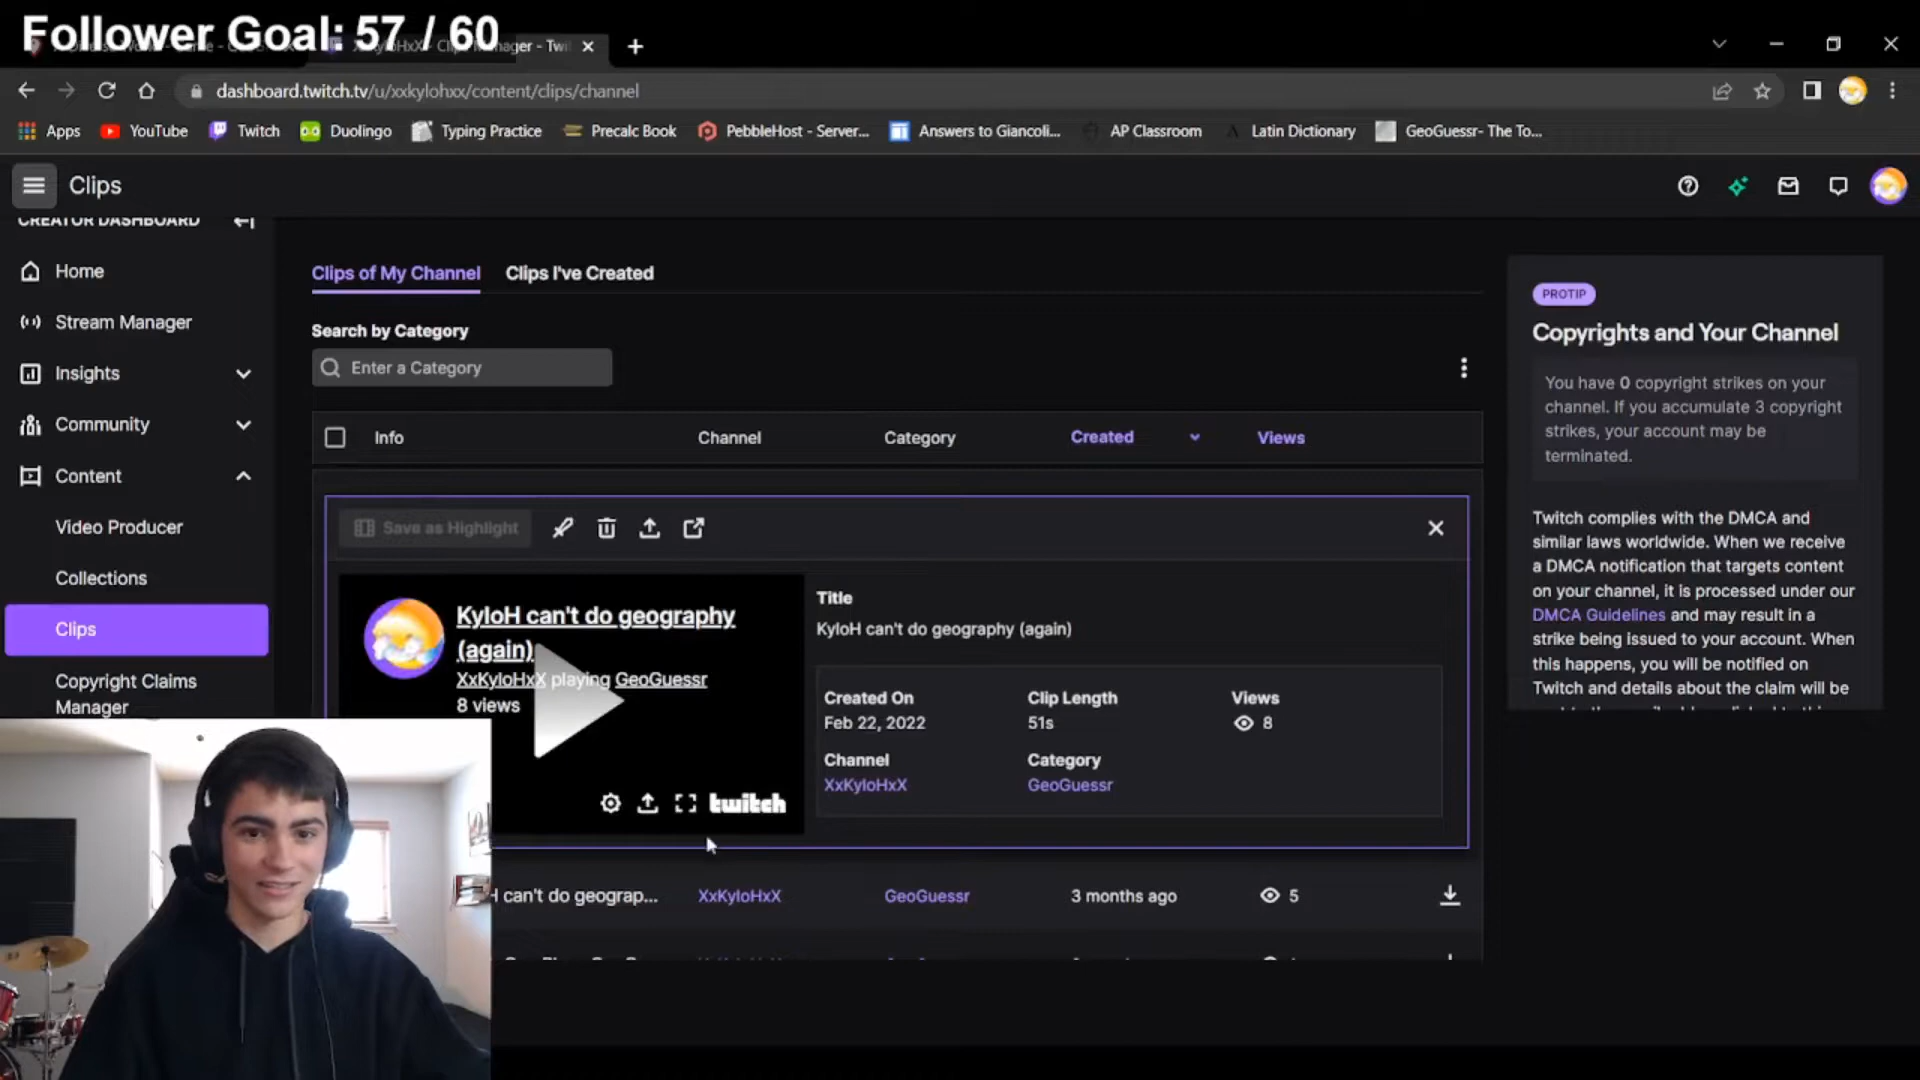 Follower Goal: 57 / 60
dashboard.twitch.tv/u/xxkylohxx/content/clips/channel
Apps YouTube Twitch Duolingo Typing Practice Precalc Book PebbleHost - Server... Answers to Giancoli... AP Classroom Latin Dictionary GeoGuessr- The To...
Clips
CREATOR DASHBOARD
Home
Stream Manager
Insights
Community
Content
Video Producer
Collections
Clips
Copyright Claims
Manager
Clips of My Channel Clips I've Created
Search by Category
Enter a Category
Info Channel Category Created Views
Save as Highlight
KyloH can't do geography
(again)
XxKyloHxX playing GeoGuessr
8 views
twitch
Title
KyloH can't do geography (again)
Created On Clip Length Views
Feb 22, 2022 51s 8
Channel Category
XxKyloHxX GeoGuessr
H can't do geograp... XxKyloHxX GeoGuessr 3 months ago 5
PROTIP
Copyrights and Your Channel
You have 0 copyright strikes on your
channel. If you accumulate 3 copyright
strikes, your account may be
terminated.
Twitch complies with the DMCA and
similar laws worldwide. When we receive
a DMCA notification that targets content
on your channel, it is processed under our
DMCA Guidelines and may result in a
strike being issued to your account. When
this happens, you will be notified on
Twitch and details about the claim will be